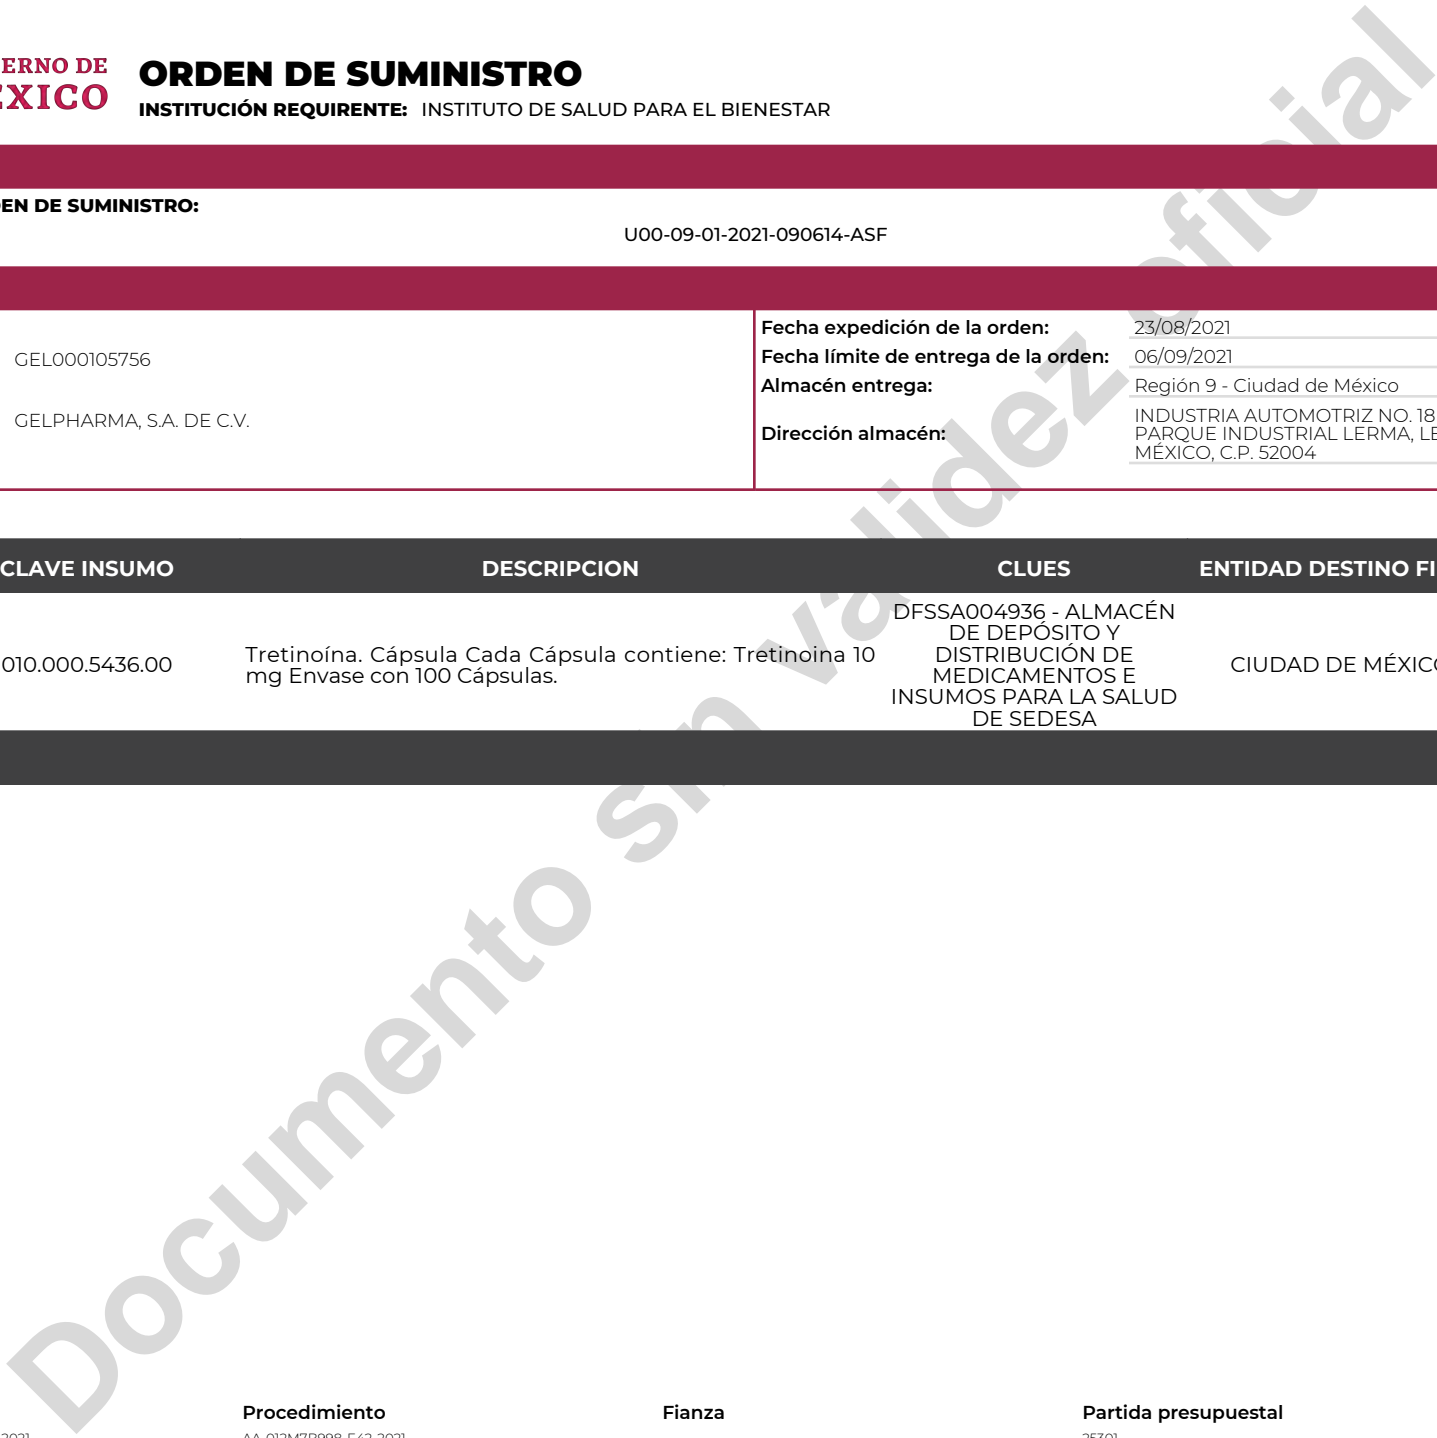 ERNO DE
ÉXICO
ORDEN DE SUMINISTRO
INSTITUCIÓN REQUIRENTE: INSTITUTO DE SALUD PARA EL BIENESTAR
EN DE SUMINISTRO:
U00-09-01-2021-090614-ASF
GEL000105756
GELPHARMA, S.A. DE C.V.
Fecha expedición de la orden: 23/08/2021
Fecha límite de entrega de la orden: 06/09/2021
Almacén entrega: Región 9 - Ciudad de México
Dirección almacén:
INDUSTRIA AUTOMOTRIZ NO. 18
PARQUE INDUSTRIAL LERMA, LE
MÉXICO, C.P. 52004
CLAVE INSUMO DESCRIPCION CLUES ENTIDAD DESTINO FI
010.000.5436.00
Tretinoína. Cápsula Cada Cápsula contiene: Tretinoina 10
mg Envase con 100 Cápsulas.
DFSSA004936 - ALMACÉN
DE DEPÓSITO Y
DISTRIBUCIÓN DE
MEDICAMENTOS E
INSUMOS PARA LA SALUD
DE SEDESA
CIUDAD DE MÉXICO
Documento sin validez oficial
Procedimiento Fianza Partida presupuestal